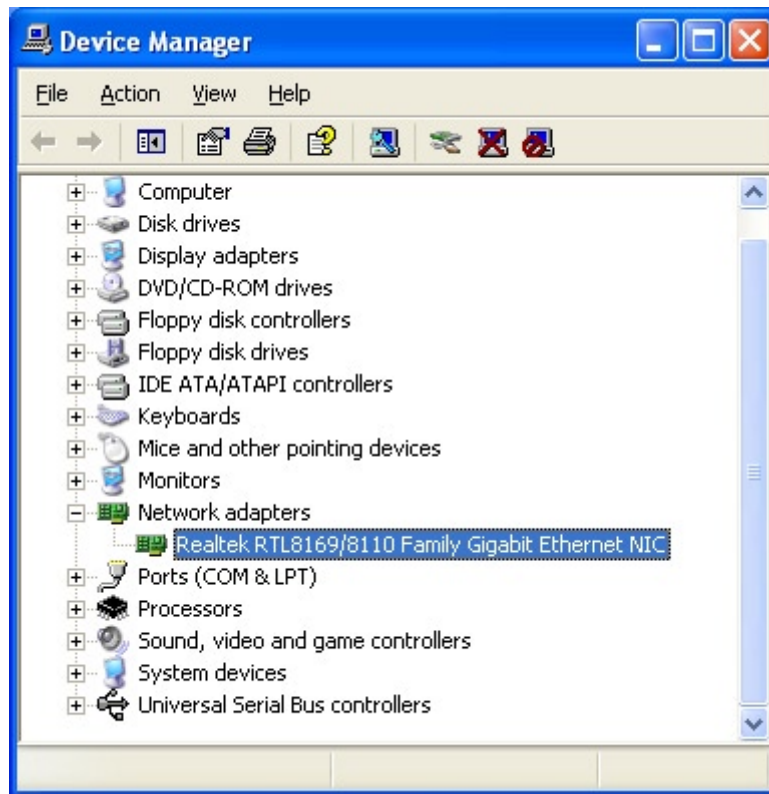 Device Manager
File Action View Help
Computer
Disk drives
Display adapters
DVD/CD-ROM drives
Floppy disk controllers
Floppy disk drives
IDE ATA/ATAPI controllers
Keyboards
Mice and other pointing devices
Monitors
Network adapters
Realtek RTL8169/8110 Family Gigabit Ethernet NIC
Ports (COM & LPT)
Processors
Sound, video and game controllers
System devices
Universal Serial Bus controllers